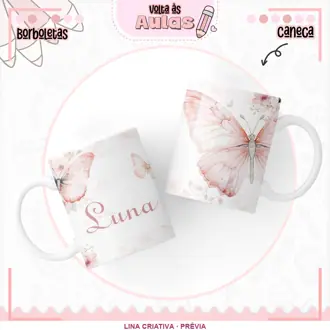 VOLTA ÀS
Aulas
Borboletas
Caneca
Luna
LINA CRIATIVA - PRÉVIA